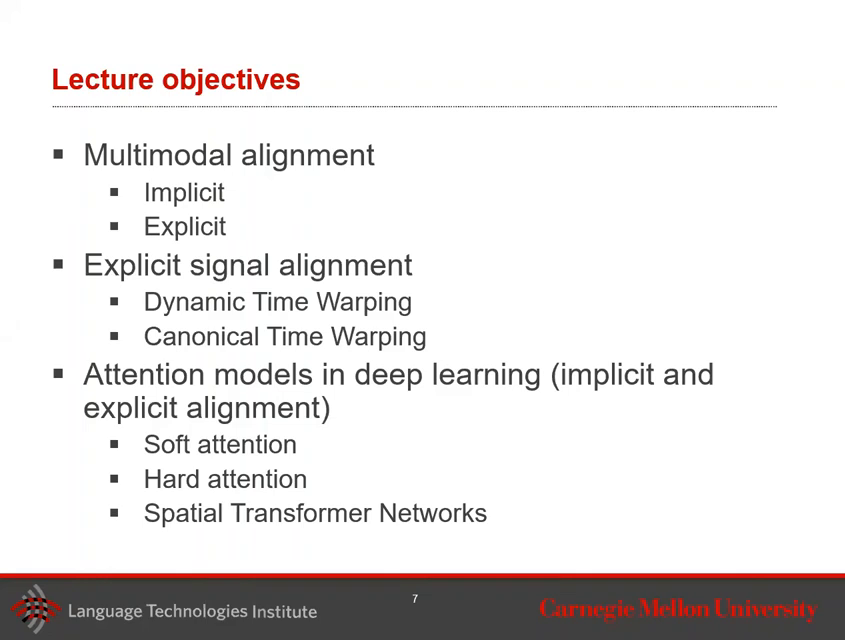 Lecture objectives
▪ Multimodal alignment
▪ Implicit
▪ Explicit
▪ Explicit signal alignment
▪ Dynamic Time Warping
▪ Canonical Time Warping
▪ Attention models in deep learning (implicit and
explicit alignment)
▪ Soft attention
▪ Hard attention
▪ Spatial Transformer Networks
Language Technologies Institute
7
Carnegie Mellon University